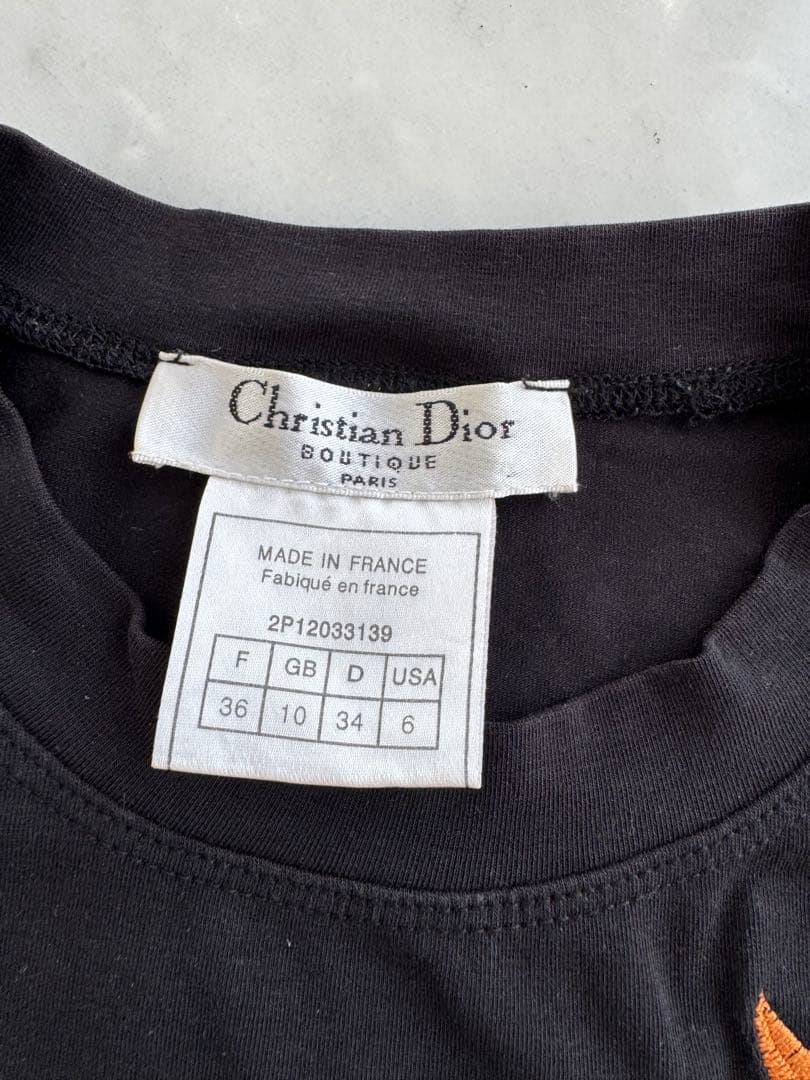 Christian Dior
BOUTIQUE
PARIS
MADE IN FRANCE
Fabiqué en france
2P12033139
F GB D USA
36 10 34 6